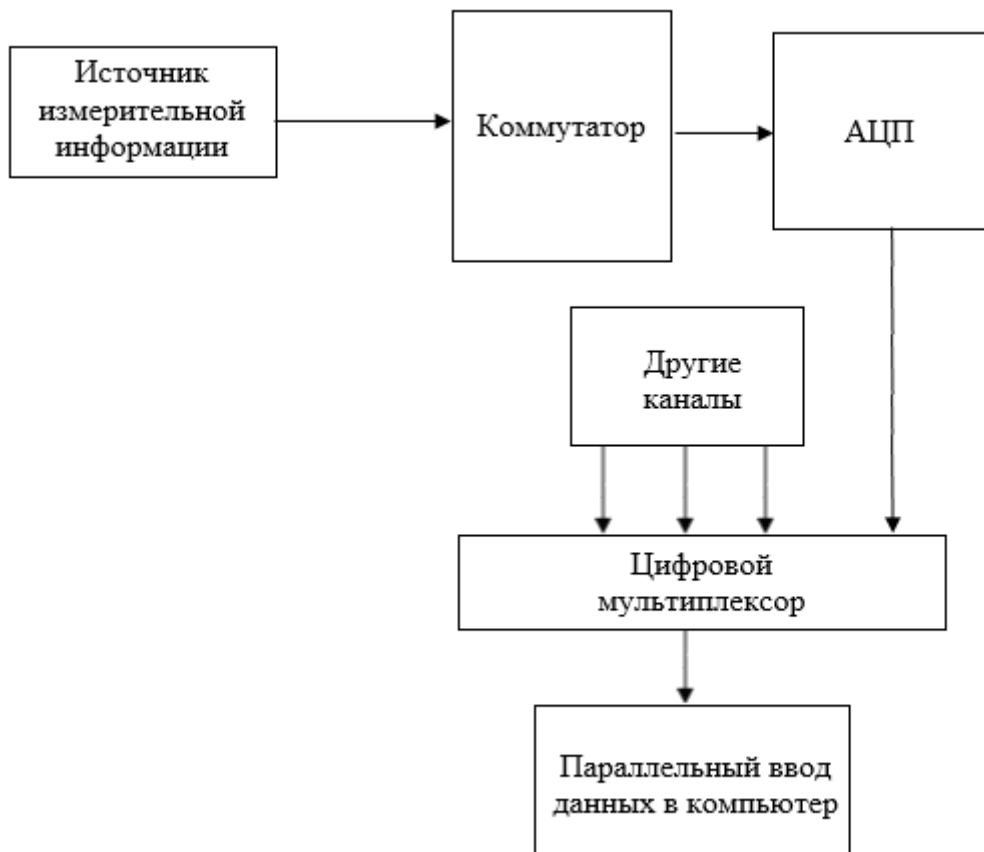 Источник
измерительной
информации
Коммутатор
АЦП
Другие
каналы
Цифровой
мультиплексор
Параллельный ввод
данных в компьютер